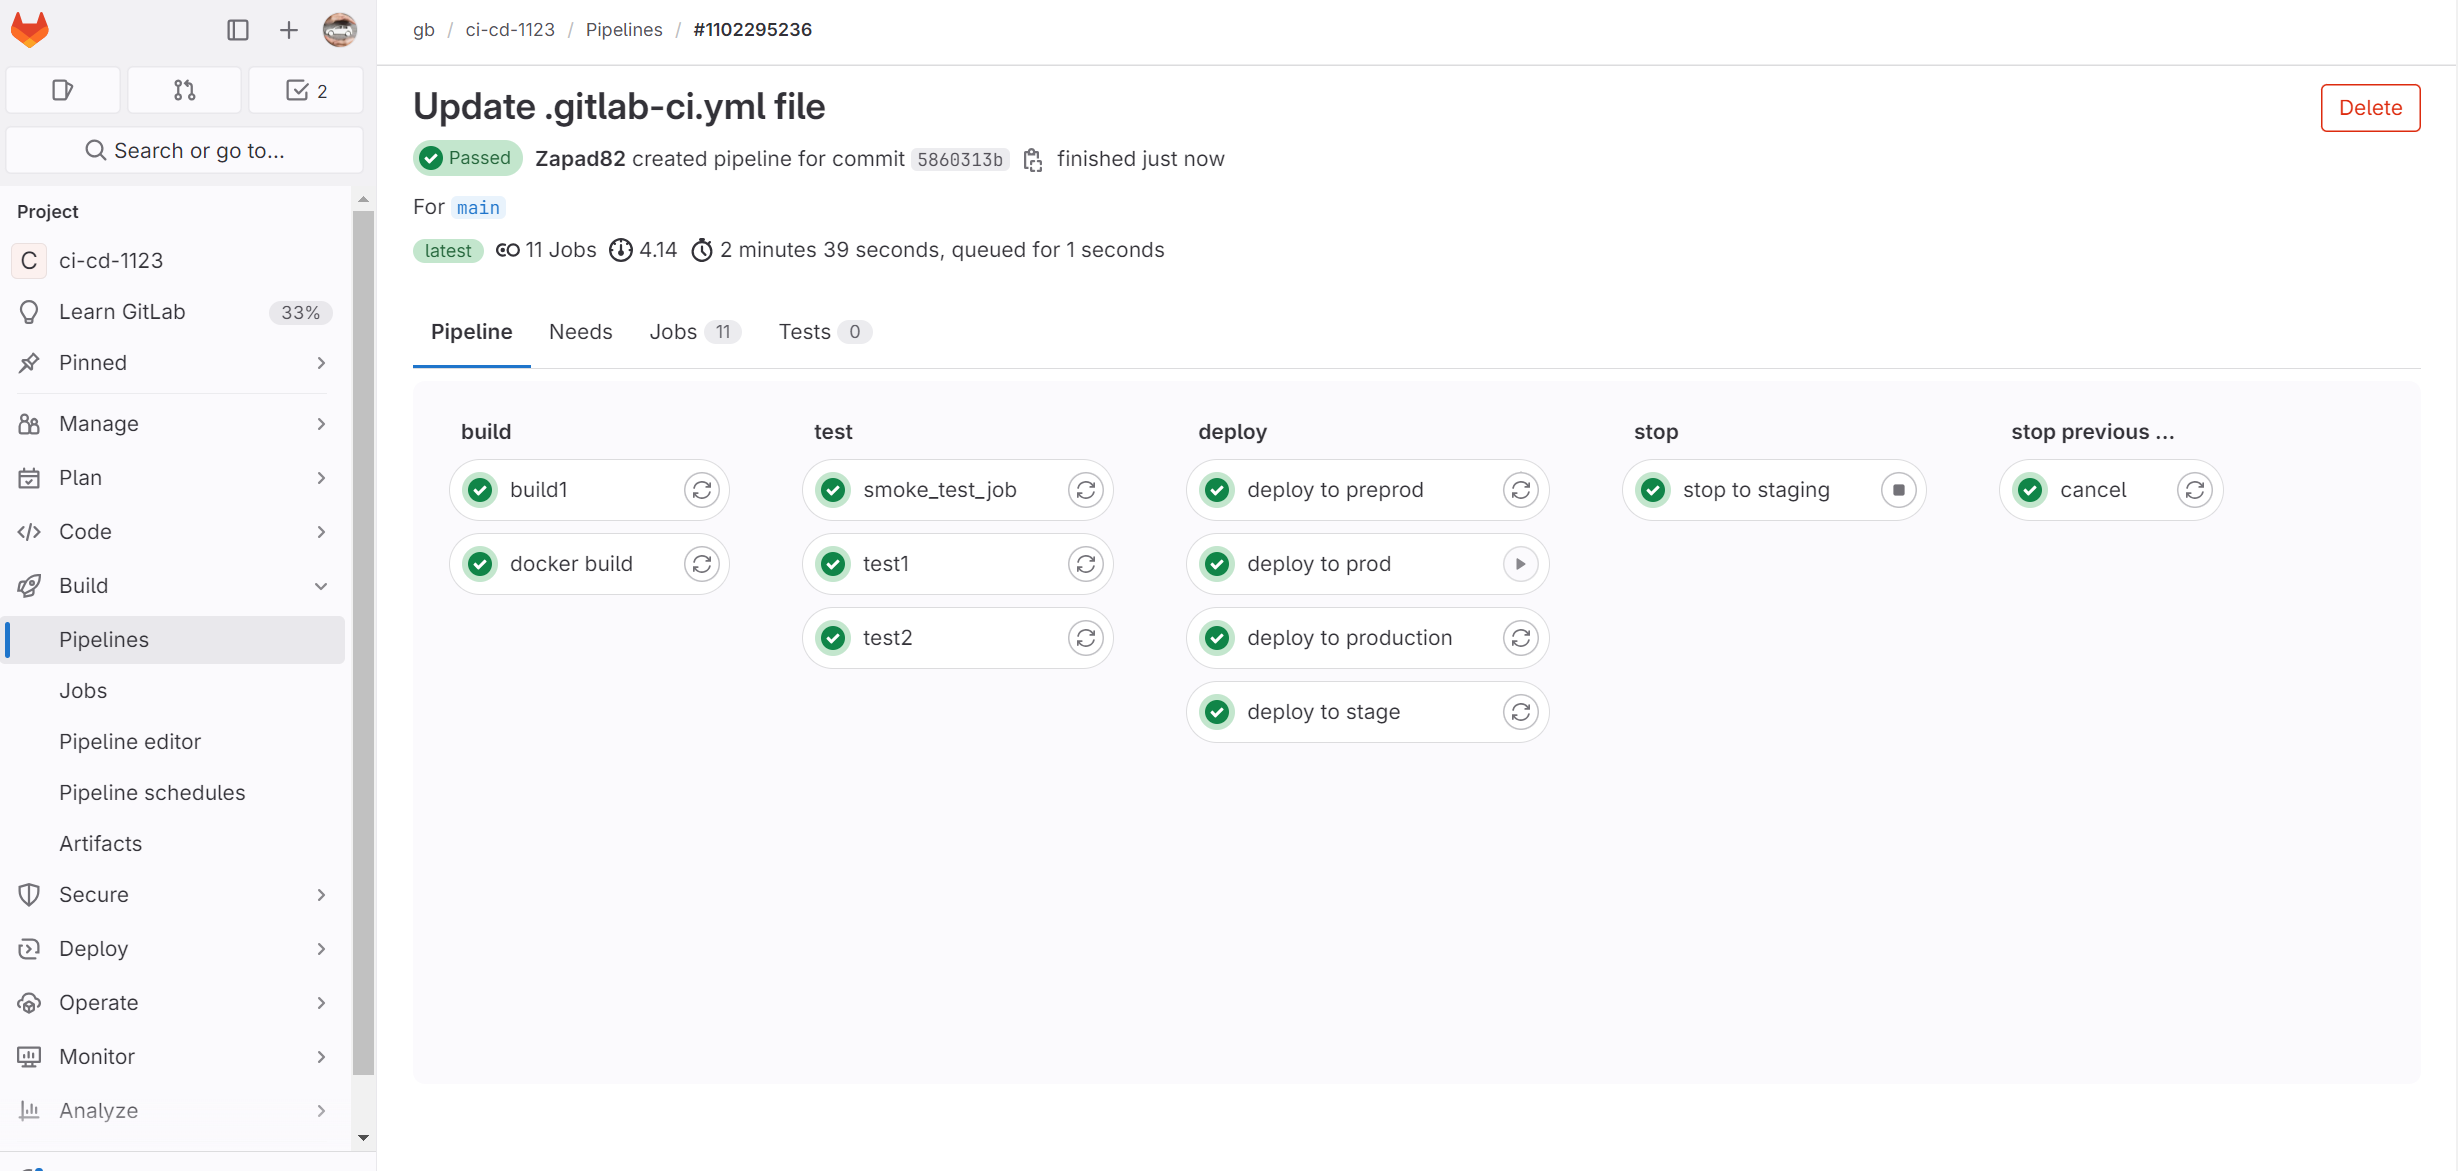 gb / ci-cd-1123 / Pipelines / #1102295236
2
Search or go to...
Project
C ci-cd-1123
Learn GitLab 33%
Pinned
Manage
Plan
Code
Build
Pipelines
Jobs
Pipeline editor
Pipeline schedules
Artifacts
Secure
Deploy
Operate
Monitor
Analyze
Update .gitlab-ci.yml file
Delete
Passed Zapad82 created pipeline for commit 5860313b finished just now
For main
latest 11 Jobs 4.14 2 minutes 39 seconds, queued for 1 seconds
Pipeline Needs Jobs 11 Tests 0
build
build1
docker build
test
smoke_test_job
test1
test2
deploy
deploy to preprod
deploy to prod
deploy to production
deploy to stage
stop
stop to staging
stop previous ...
cancel